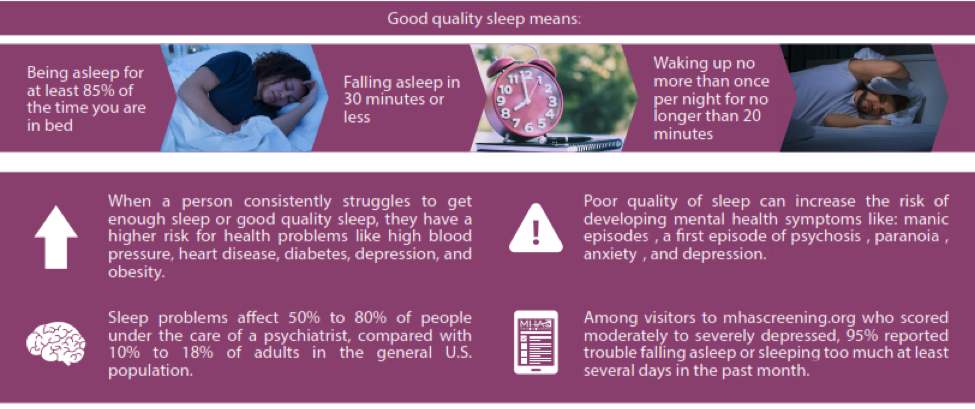 Good quality sleep means:
Being asleep for
at least 85% of
the time you are
in bed
Falling asleep in
30 minutes or
less
Waking up no
more than once
per night for no
longer than 20
minutes
When a person consistently struggles to get
enough sleep or good quality sleep, they have a
higher risk for health problems like high blood
pressure, heart disease, diabetes, depression, and
obesity.
Poor quality of sleep can increase the risk of
developing mental health symptoms like: manic
episodes , a first episode of psychosis , paranoia ,
anxiety , and depression.
Sleep problems affect 50% to 80% of people
under the care of a psychiatrist, compared with
10% to 18% of adults in the general U.S.
population.
MHA
Among visitors to mhascreening.org who scored
moderately to severely depressed, 95% reported
trouble falling asleep or sleeping too much at least
several days in the past month.